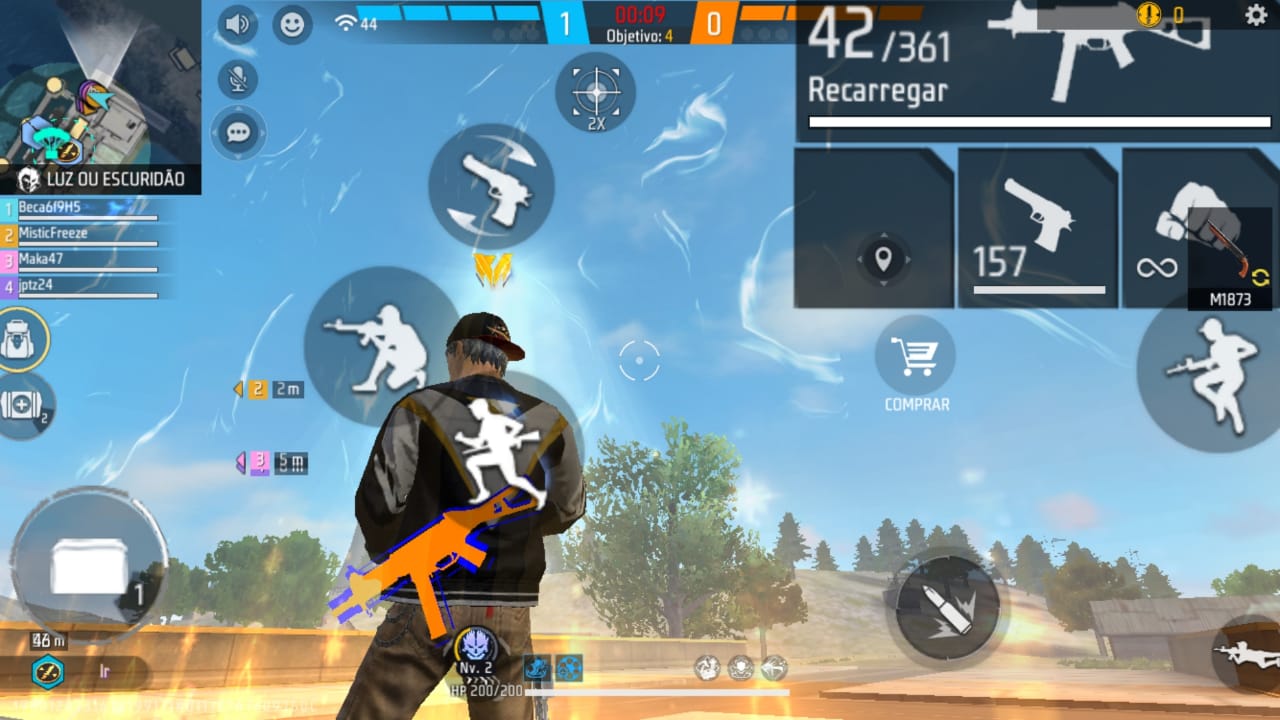 44
1
00:09
Objetivo: 4
0
0
2X
42/361
Recarregar
LUZ OU ESCURIDÃO
1 Beca6f9H5
2 MisticFreeze
3 Maka47
4 jptz24
157
M1873
COMPRAR
2 2m
2
3 5m
1
46 m
Ir
Nv. 2
HP 200/200